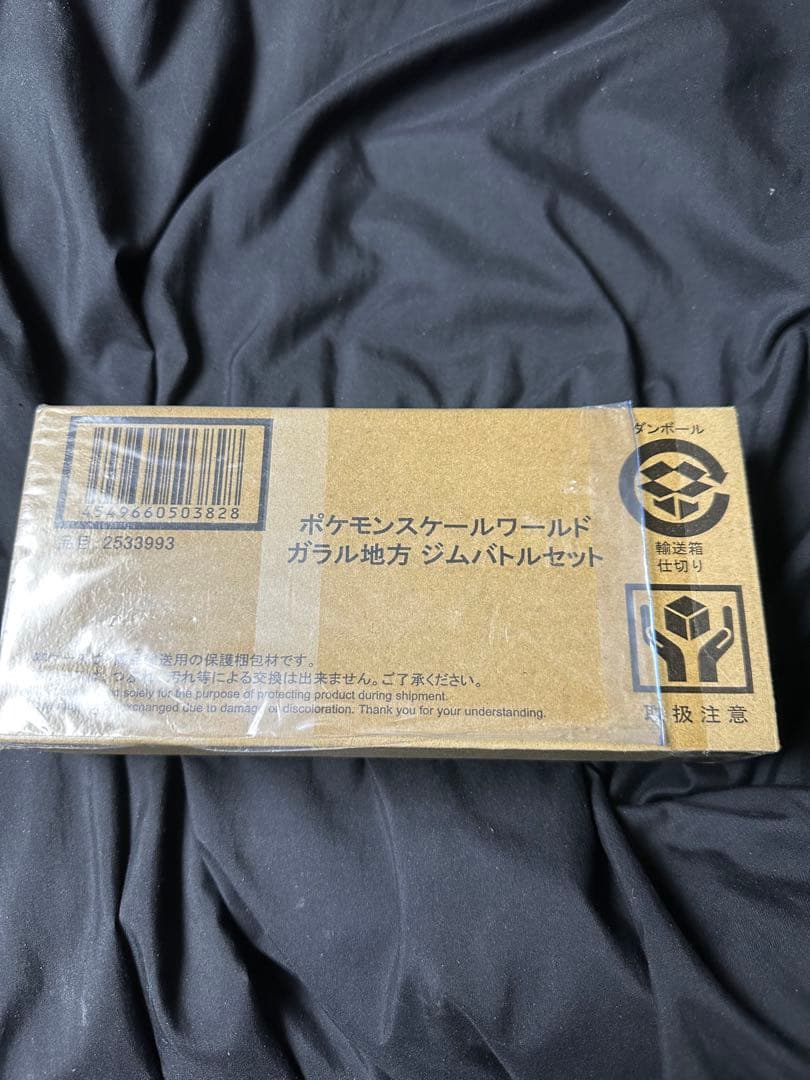 4549660503828
品目:2533993
ポケモンスケールワールド
ガラル地方 ジムバトルセット
送用の保護梱包材です。
汚れ等による交換は出来ません。ご了承ください。
solely for the purpose of protecting product during shipment.
exchanged due to damage or discoloration. Thank you for your understanding.
ダンボール
輸送箱
仕切り
取扱注意